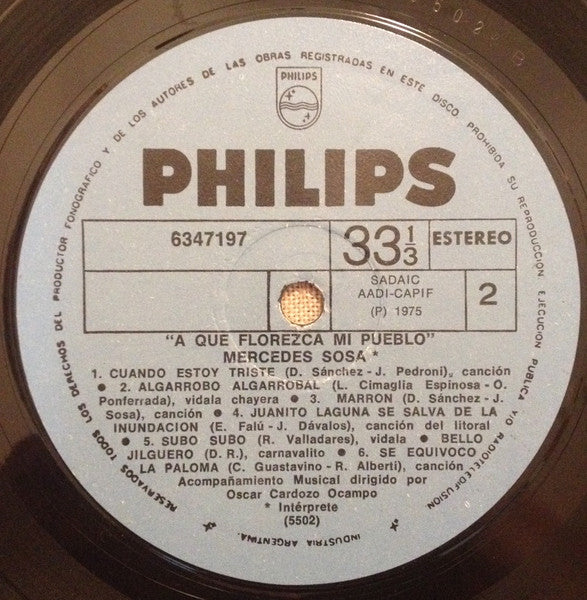 RESERVADOS TODOS LOS DERECHOS DEL PRODUCTOR FONOGRAFICO Y DE LOS AUTORES DE LAS OBRAS REGISTRADAS EN ESTE DISCO. PROHIBIDA SU REPRODUCCION, EJECUCION PUBLICA Y/O RADIOTELEDIFUSION
PHILIPS
PHILIPS
6347197
33 1/3
ESTEREO
SADAIC
AADI-CAPIF
(P) 1975
2
"A QUE FLOREZCA MI PUEBLO"
MERCEDES SOSA *
1. CUANDO ESTOY TRISTE (D. Sánchez - J. Pedroni), canción
● 2. ALGARROBO ALGARROBAL (L. Cimaglia Espinosa - O.
Ponferrada), vidala chayera ● 3. MARRON (D. Sánchez - J.
Sosa), canción ● 4. JUANITO LAGUNA SE SALVA DE LA
INUNDACION (E. Falú - J. Dávalos), canción del litoral
● 5. SUBO SUBO (R. Valladares), vidala ● BELLO
JILGUERO (D. R.), carnavalito ● 6. SE EQUIVOCO
LA PALOMA (C. Guastavino - R. Alberti), canción
Acompañamiento Musical dirigido por
Oscar Cardozo Ocampo
* Intérprete
(5502)
INDUSTRIA ARGENTINA.